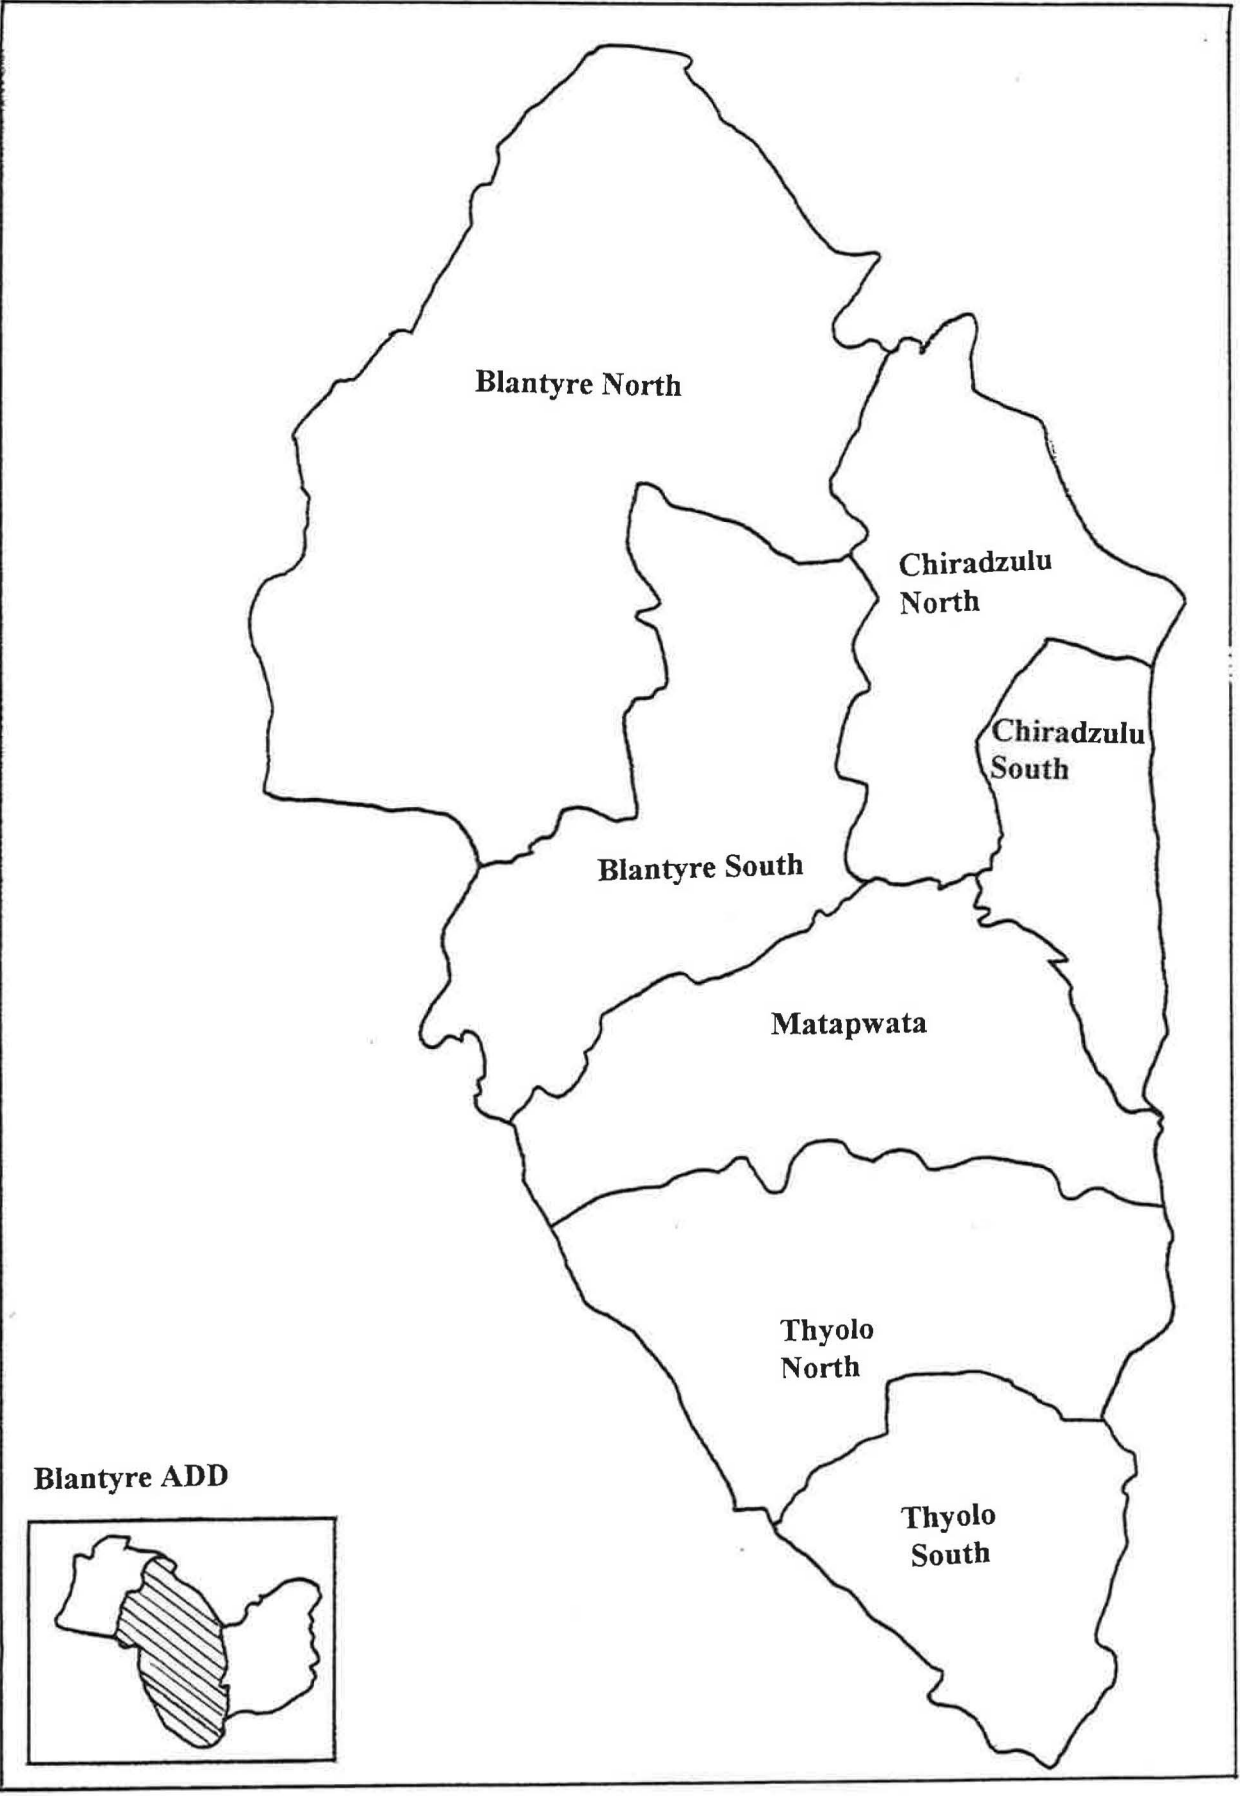 Blantyre North
Chiradzulu
North
Chiradzulu
South
Blantyre South
Matapwata
Thyolo
North
Thyolo
South
Blantyre ADD